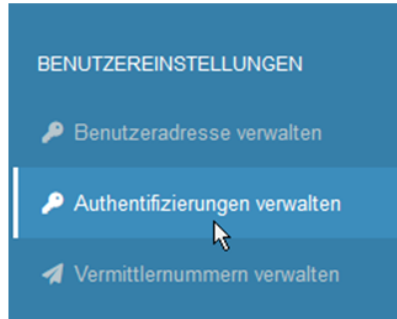 BENUTZEREINSTELLUNGEN
Benutzeradresse verwalten
Authentifizierungen verwalten
Vermittlernummern verwalten